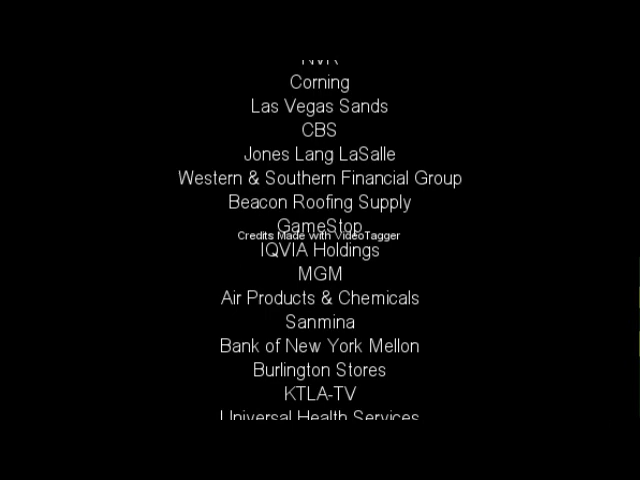 NVR
Corning
Las Vegas Sands
CBS
Jones Lang LaSalle
Western & Southern Financial Group
Beacon Roofing Supply
GameStop
Credits Made with VideoTagger
IQVIA Holdings
MGM
Air Products & Chemicals
Sanmina
Bank of New York Mellon
Burlington Stores
KTLA-TV
Universal Health Services